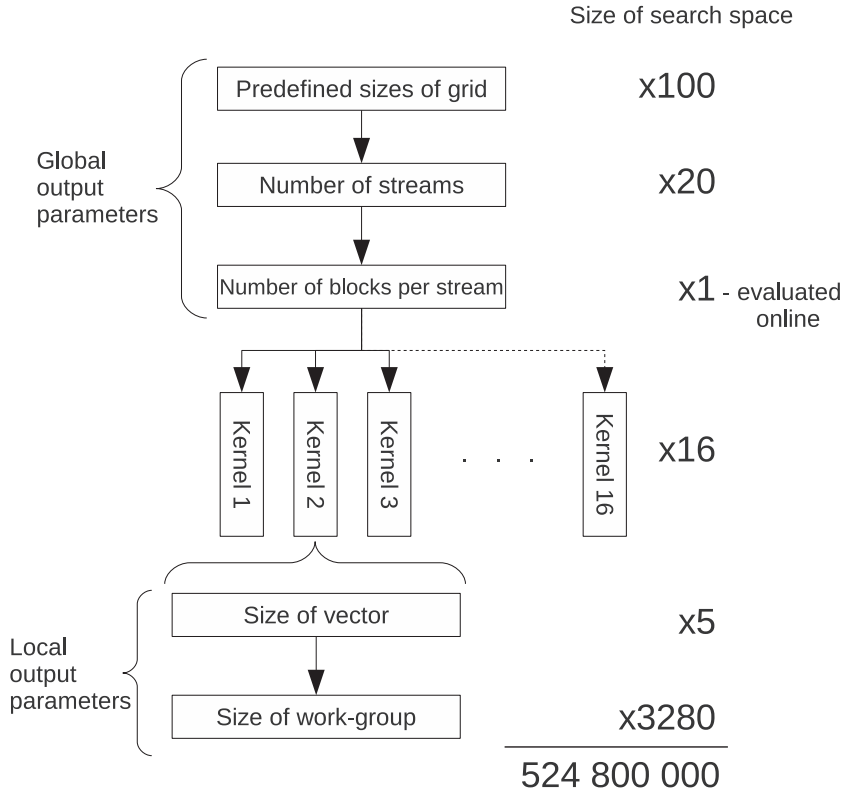 Size of search space
Predefined sizes of grid
x100
Global
output
parameters
Number of streams
x20
Number of blocks per stream
x1 - evaluated
online
Kernel 1
Kernel 2
Kernel 3
. . .
Kernel 16
x16
Local
output
parameters
Size of vector
x5
Size of work-group
x3280
524 800 000